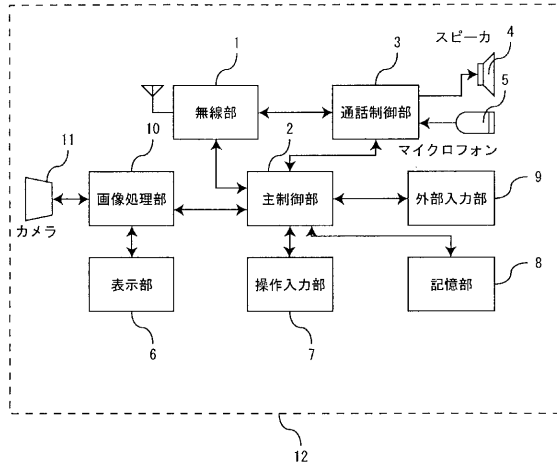 スピーカ
4
1
3
5
無線部
通話制御部
マイクロフォン
11
10
2
9
カメラ
画像処理部
主制御部
外部入力部
8
表示部
操作入力部
記憶部
6
7
12